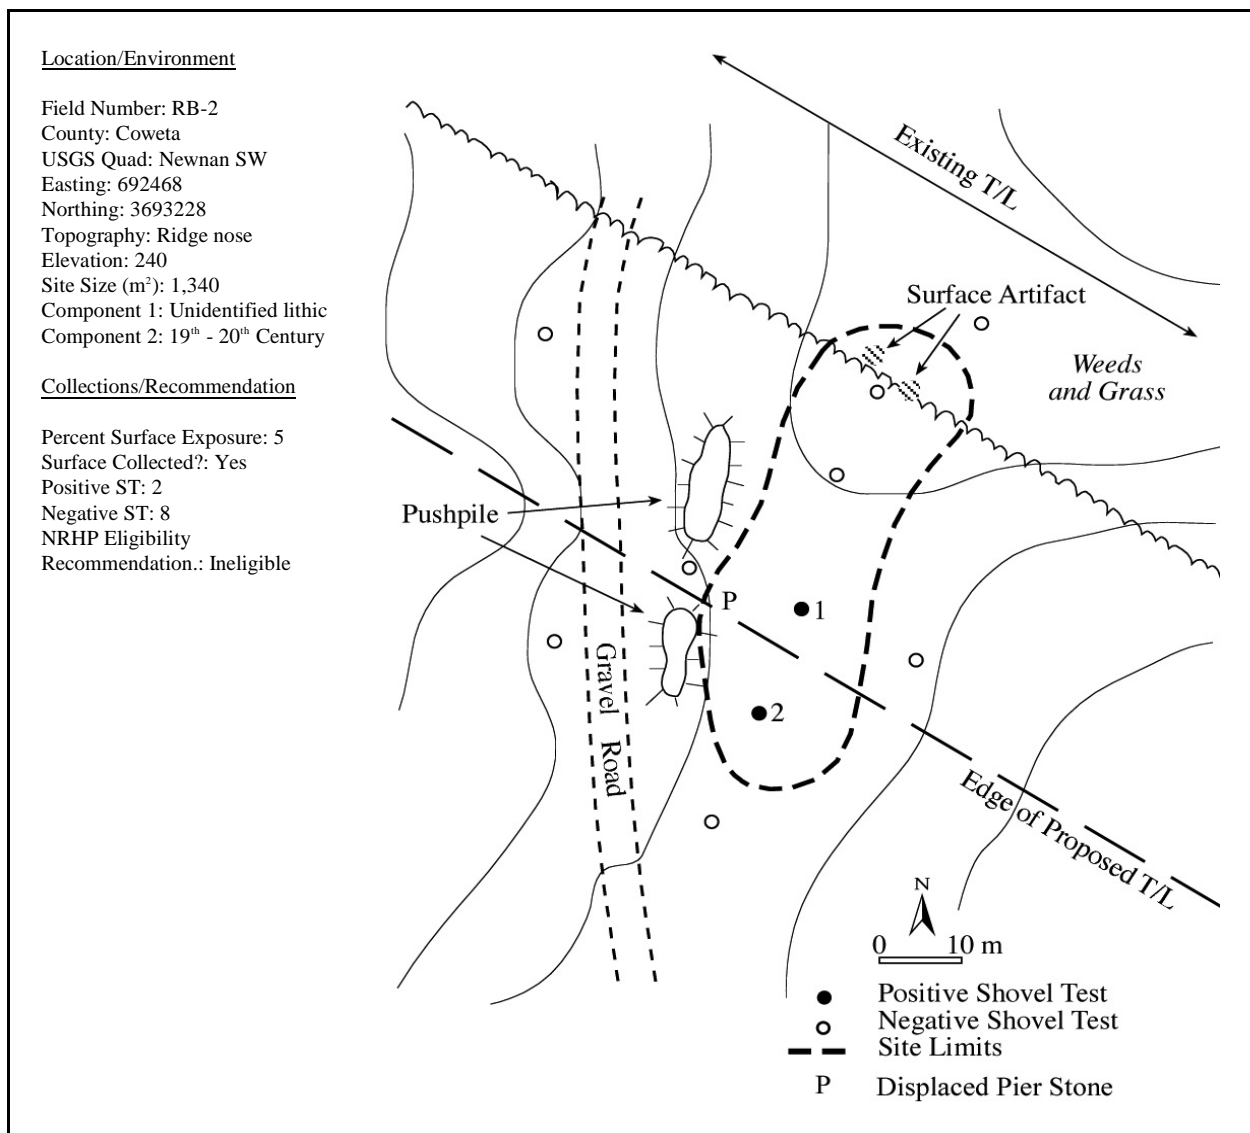 Location/Environment
Field Number: RB-2
County: Coweta
USGS Quad: Newnan SW
Easting: 692468
Northing: 3693228
Topography: Ridge nose
Elevation: 240
Site Size (m²): 1,340
Component 1: Unidentified lithic
Component 2: 19th - 20th Century
Collections/Recommendation
Percent Surface Exposure: 5
Surface Collected?: Yes
Positive ST: 2
Negative ST: 8
NRHP Eligibility
Recommendation.: Ineligible
Existing T/L
Surface Artifact
Weeds
and Grass
Pushpile
P
1
2
Gravel Road
Edge of Proposed T/L
N
0 10 m
Positive Shovel Test
Negative Shovel Test
Site Limits
P Displaced Pier Stone